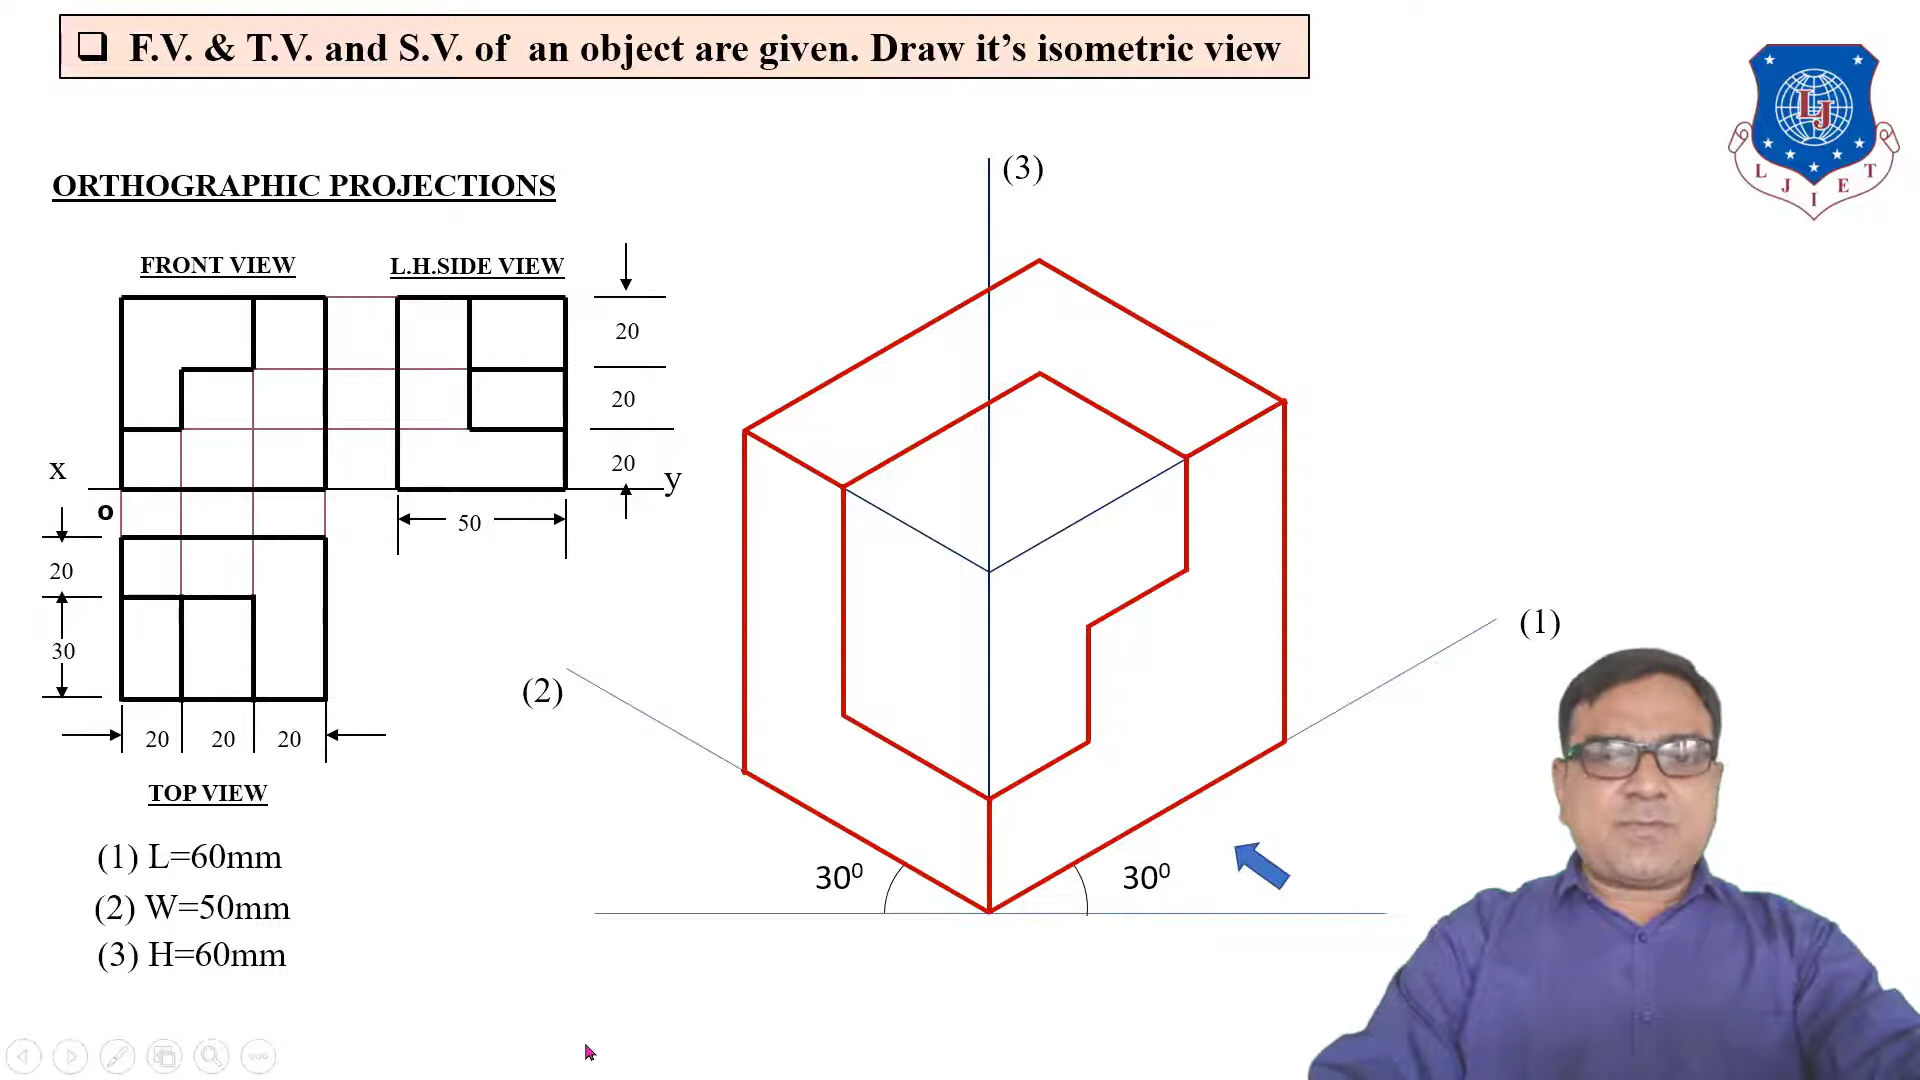 ❑ F.V. & T.V. and S.V. of an object are given. Draw it’s isometric view
LJ
L J I E T
ORTHOGRAPHIC PROJECTIONS
FRONT VIEW
L.H.SIDE VIEW
(3)
20
20
20
x
y
o
50
20
30
20 20 20
TOP VIEW
(2)
(1)
(1) L=60mm
(2) W=50mm
(3) H=60mm
30⁰
30⁰